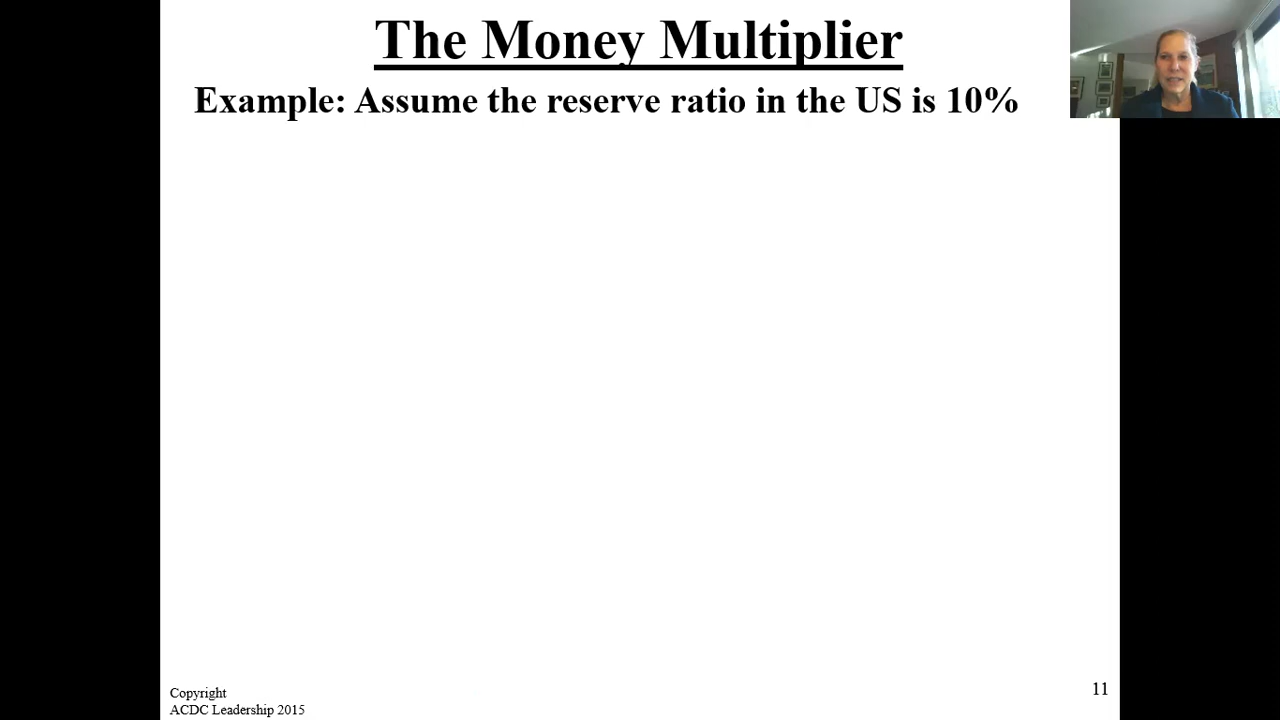 The Money Multiplier
Example: Assume the reserve ratio in the US is 10%
Copyright
ACDC Leadership 2015
11